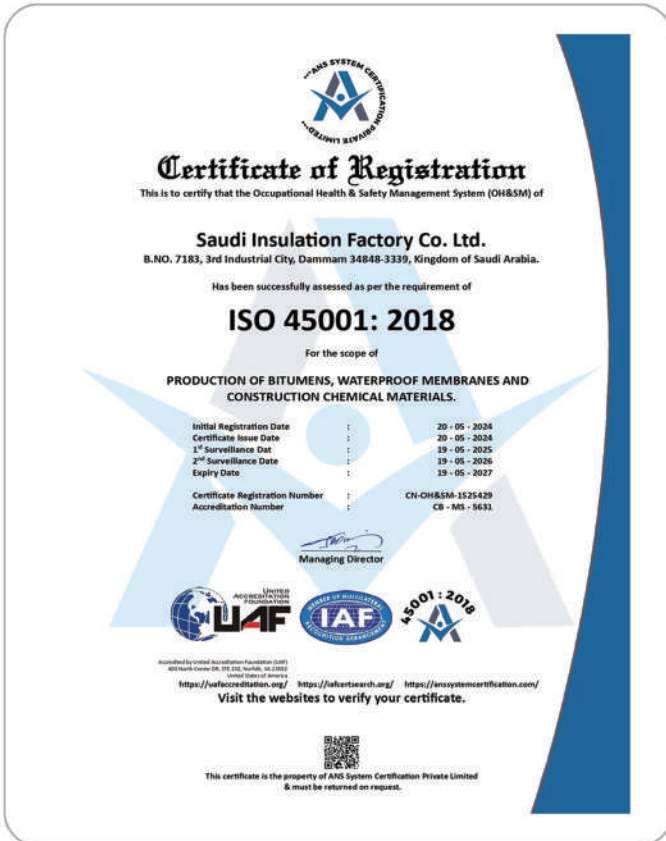 ***ANS SYSTEM CERTIFICATION PRIVATE LIMITED***
Certificate of Registration
This is to certify that the Occupational Health & Safety Management System (OH&SM) of
Saudi Insulation Factory Co. Ltd.
B.NO. 7183, 3rd Industrial City, Dammam 34848-3339, Kingdom of Saudi Arabia.
Has been successfully assessed as per the requirement of
ISO 45001: 2018
For the scope of
PRODUCTION OF BITUMENS, WATERPROOF MEMBRANES AND
CONSTRUCTION CHEMICAL MATERIALS.
Initial Registration Date : 20 - 05 - 2024
Certificate Issue Date : 20 - 05 - 2024
1st Surveillance Dat : 19 - 05 - 2025
2nd Surveillance Date : 19 - 05 - 2026
Expiry Date : 19 - 05 - 2027
Certificate Registration Number : CN-OH&SM-1525429
Accreditation Number : CB - MS - 5631
Managing Director
UNITED
ACCREDITATION
FOUNDATION
UAF
MEMBER OF MULTILATERAL
RECOGNITION ARRANGEMENT
IAF
45001 : 2018
Accredited by United Accreditation Foundation (UAF)
United States of America
https://uafaccreditation.org/ https://iafcertsearch.org/ https://anssystemcertification.com/
Visit the websites to verify your certificate.
This certificate is the property of ANS System Certification Private Limited
& must be returned on request.